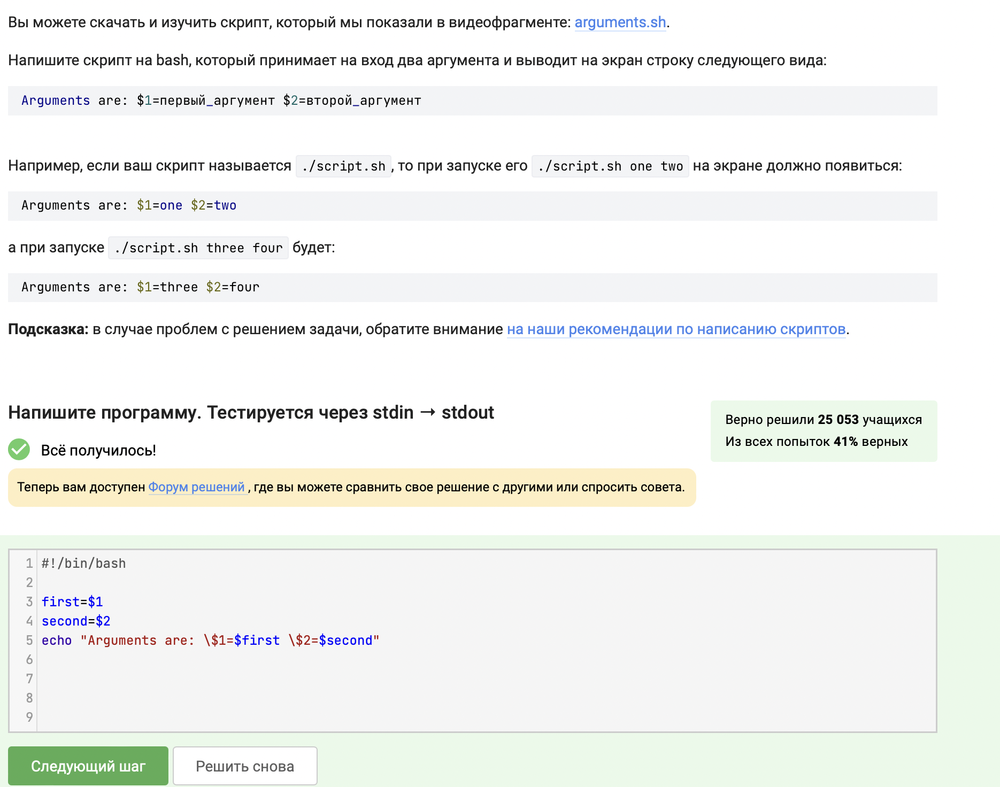 Вы можете скачать и изучить скрипт, который мы показали в видеофрагменте: arguments.sh.
Напишите скрипт на bash, который принимает на вход два аргумента и выводит на экран строку следующего вида:
Arguments are: $1=первый_аргумент $2=второй_аргумент
Например, если ваш скрипт называется ./script.sh, то при запуске его ./script.sh one two на экране должно появиться:
Arguments are: $1=one $2=two
а при запуске ./script.sh three four будет:
Arguments are: $1=three $2=four
Подсказка: в случае проблем с решением задачи, обратите внимание на наши рекомендации по написанию скриптов.
Напишите программу. Тестируется через stdin → stdout
Верно решили 25 053 учащихся
Из всех попыток 41% верных
Всё получилось!
Теперь вам доступен Форум решений , где вы можете сравнить свое решение с другими или спросить совета.
1 #!/bin/bash
2
3 first=$1
4 second=$2
5 echo "Arguments are: \$1=$first \$2=$second"
6
7
8
9
Следующий шаг
Решить снова